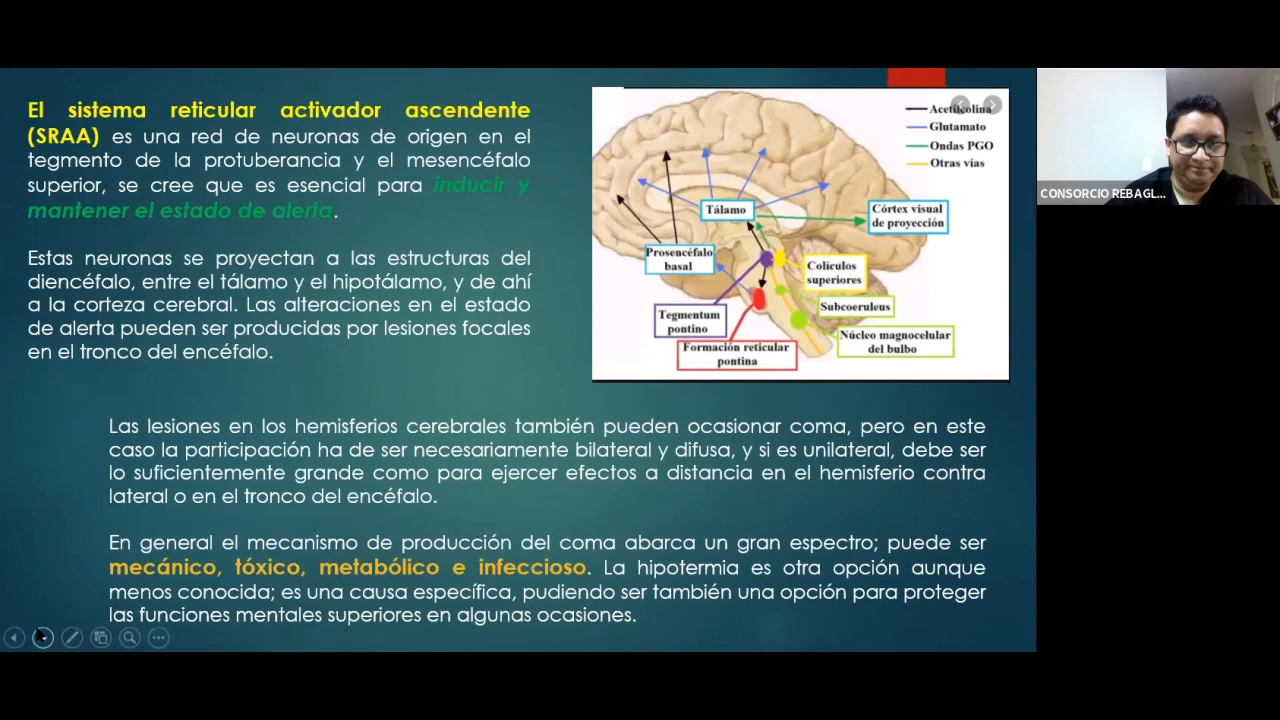 El sistema reticular activador ascendente
(SRAA) es una red de neuronas de origen en el
tegmento de la protuberancia y el mesencéfalo
superior, se cree que es esencial para inducir y
mantener el estado de alerta.
Estas neuronas se proyectan a las estructuras del
diencéfalo, entre el tálamo y el hipotálamo, y de ahí
a la corteza cerebral. Las alteraciones en el estado
de alerta pueden ser producidas por lesiones focales
en el tronco del encéfalo.
Acetilcolina
Glutamato
Ondas PGO
Otras vías
Tálamo
Córtex visual
de proyección
Prosencéfalo
basal
Colículos
superiores
Tegmentum
pontino
Subcoeruleus
Núcleo magnocelular
del bulbo
Formación reticular
pontina
CONSORCIO REBAGL...
Las lesiones en los hemisferios cerebrales también pueden ocasionar coma, pero en este
caso la participación ha de ser necesariamente bilateral y difusa, y si es unilateral, debe ser
lo suficientemente grande como para ejercer efectos a distancia en el hemisferio contra
lateral o en el tronco del encéfalo.
En general el mecanismo de producción del coma abarca un gran espectro; puede ser
mecánico, tóxico, metabólico e infeccioso. La hipotermia es otra opción aunque
menos conocida; es una causa específica, pudiendo ser también una opción para proteger
las funciones mentales superiores en algunas ocasiones.